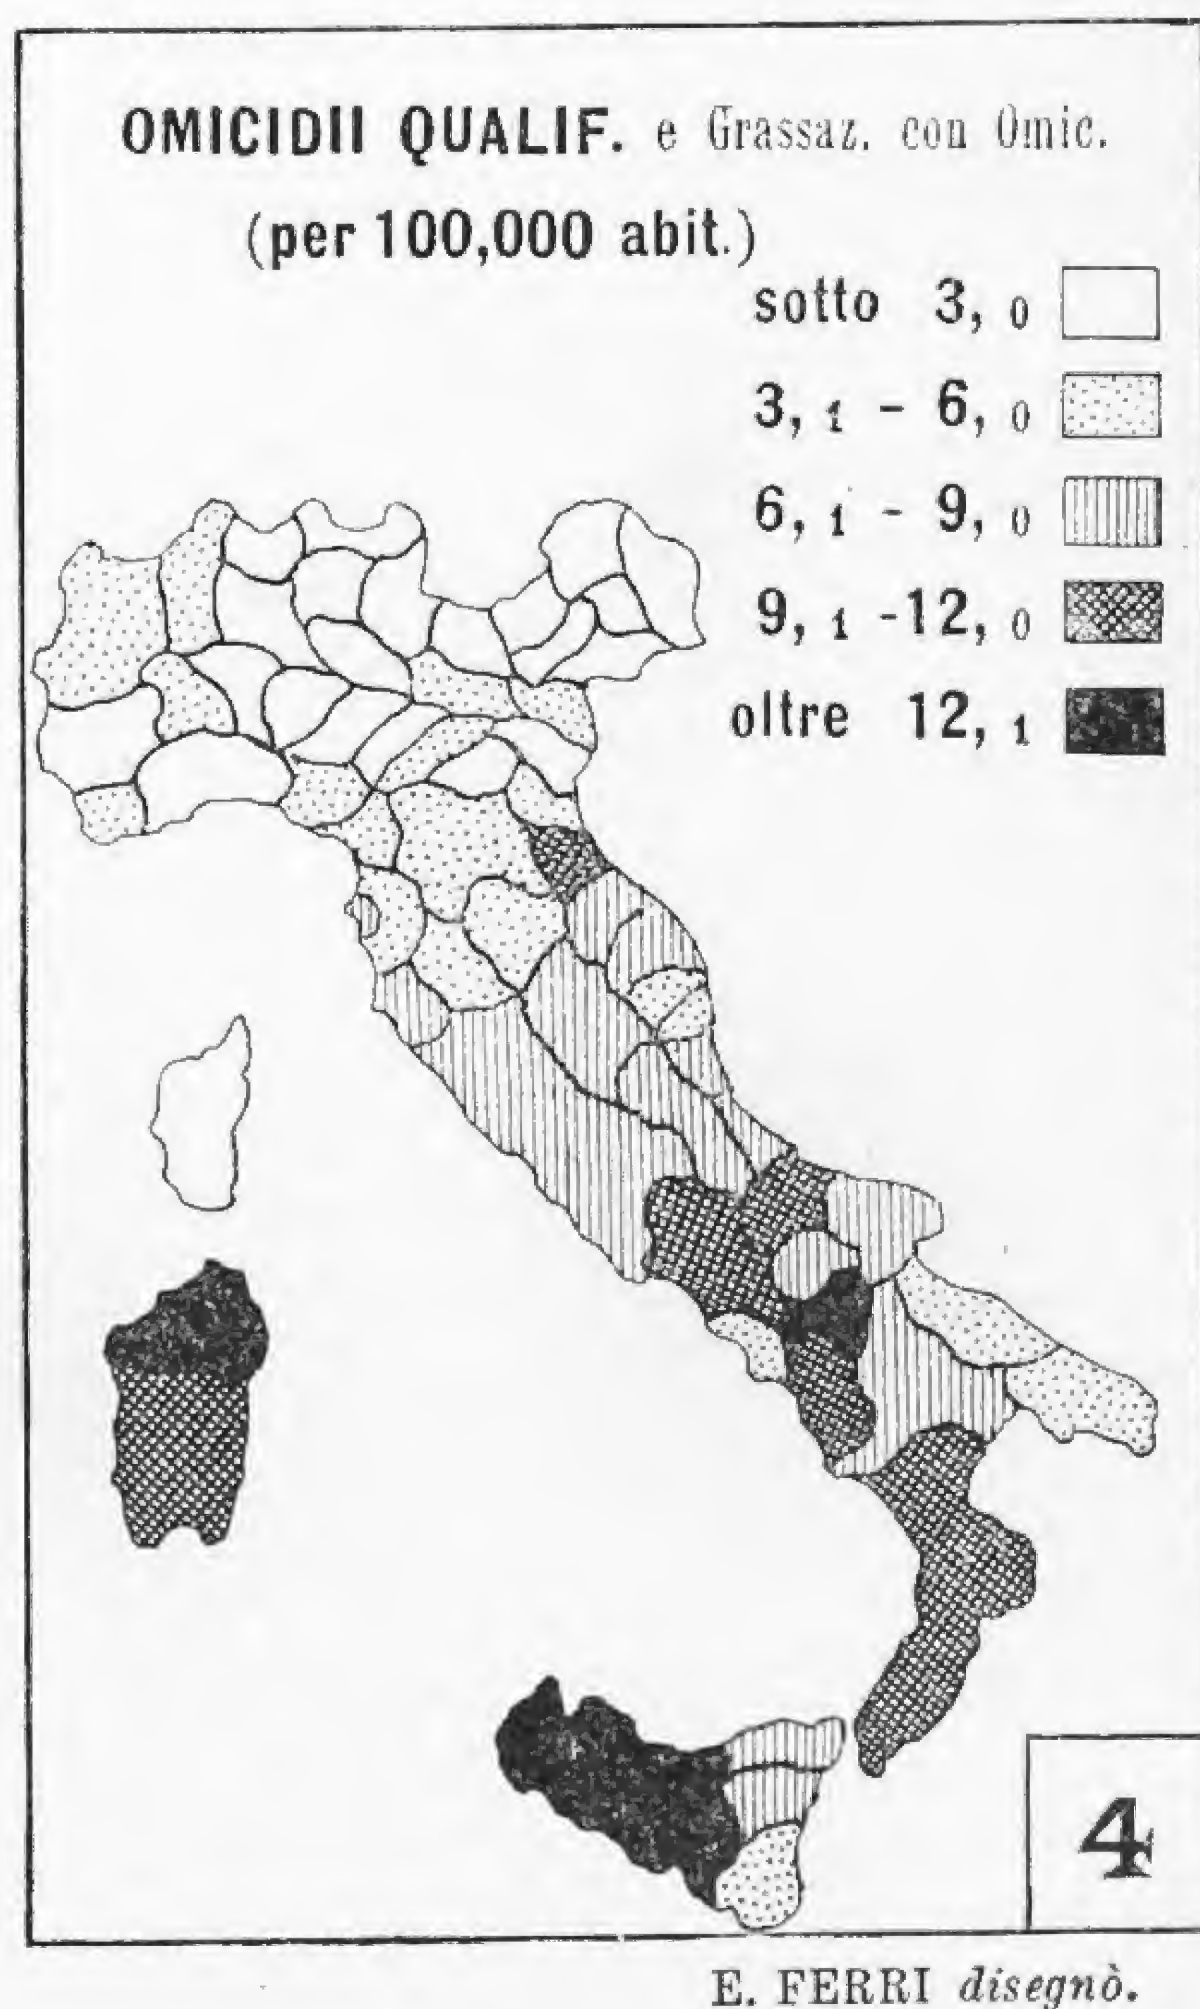 OMICIDII QUALIF. e Grassaz. con Omic.
(per 100,000 abit.)
sotto 3,0
3,1 - 6,0
6,1 - 9,0
9,1 -12,0
oltre 12,1
4
E. FERRI disegnò.